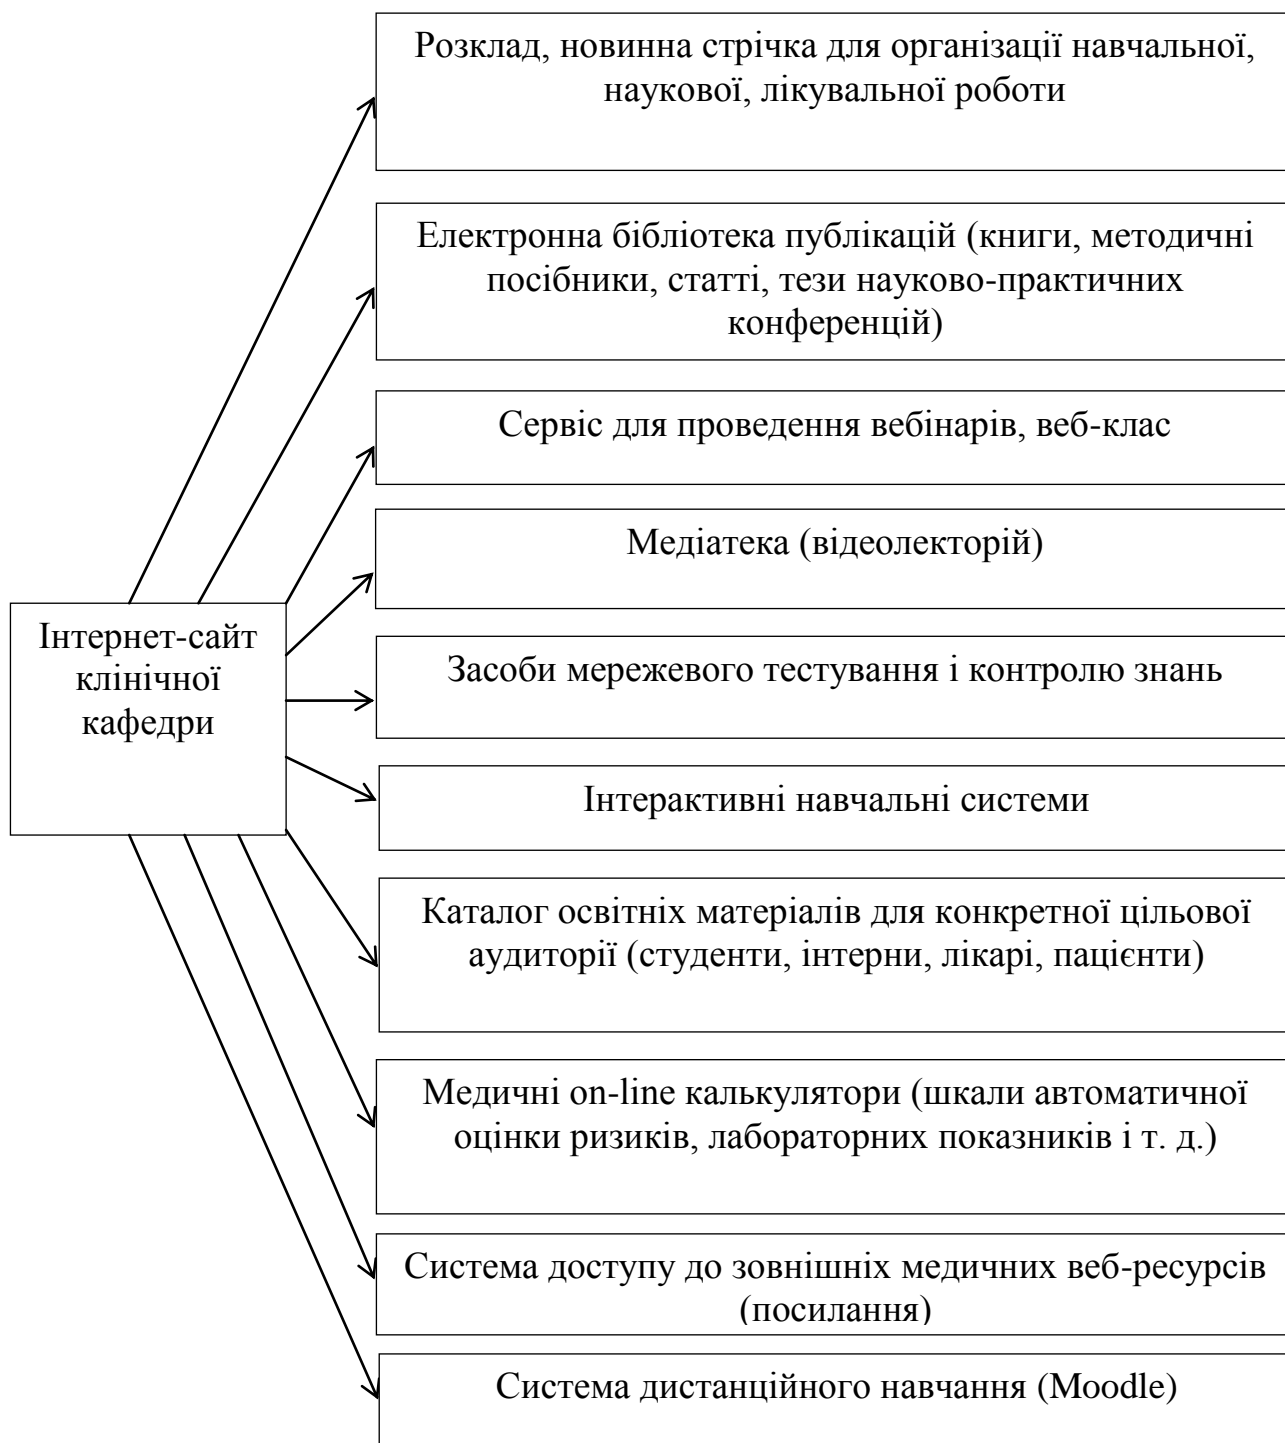 Розклад, новинна стрічка для організації навчальної,
наукової, лікувальної роботи
Електронна бібліотека публікацій (книги, методичні
посібники, статті, тези науково-практичних
конференцій)
Сервіс для проведення вебінарів, веб-клас
Медіатека (відеолекторій)
Інтернет-сайт
клінічної
кафедри
Засоби мережевого тестування і контролю знань
Інтерактивні навчальні системи
Каталог освітніх матеріалів для конкретної цільової
аудиторії (студенти, інтерни, лікарі, пацієнти)
Медичні on-line калькулятори (шкали автоматичної
оцінки ризиків, лабораторних показників і т. д.)
Система доступу до зовнішніх медичних веб-ресурсів
(посилання)
Система дистанційного навчання (Moodle)